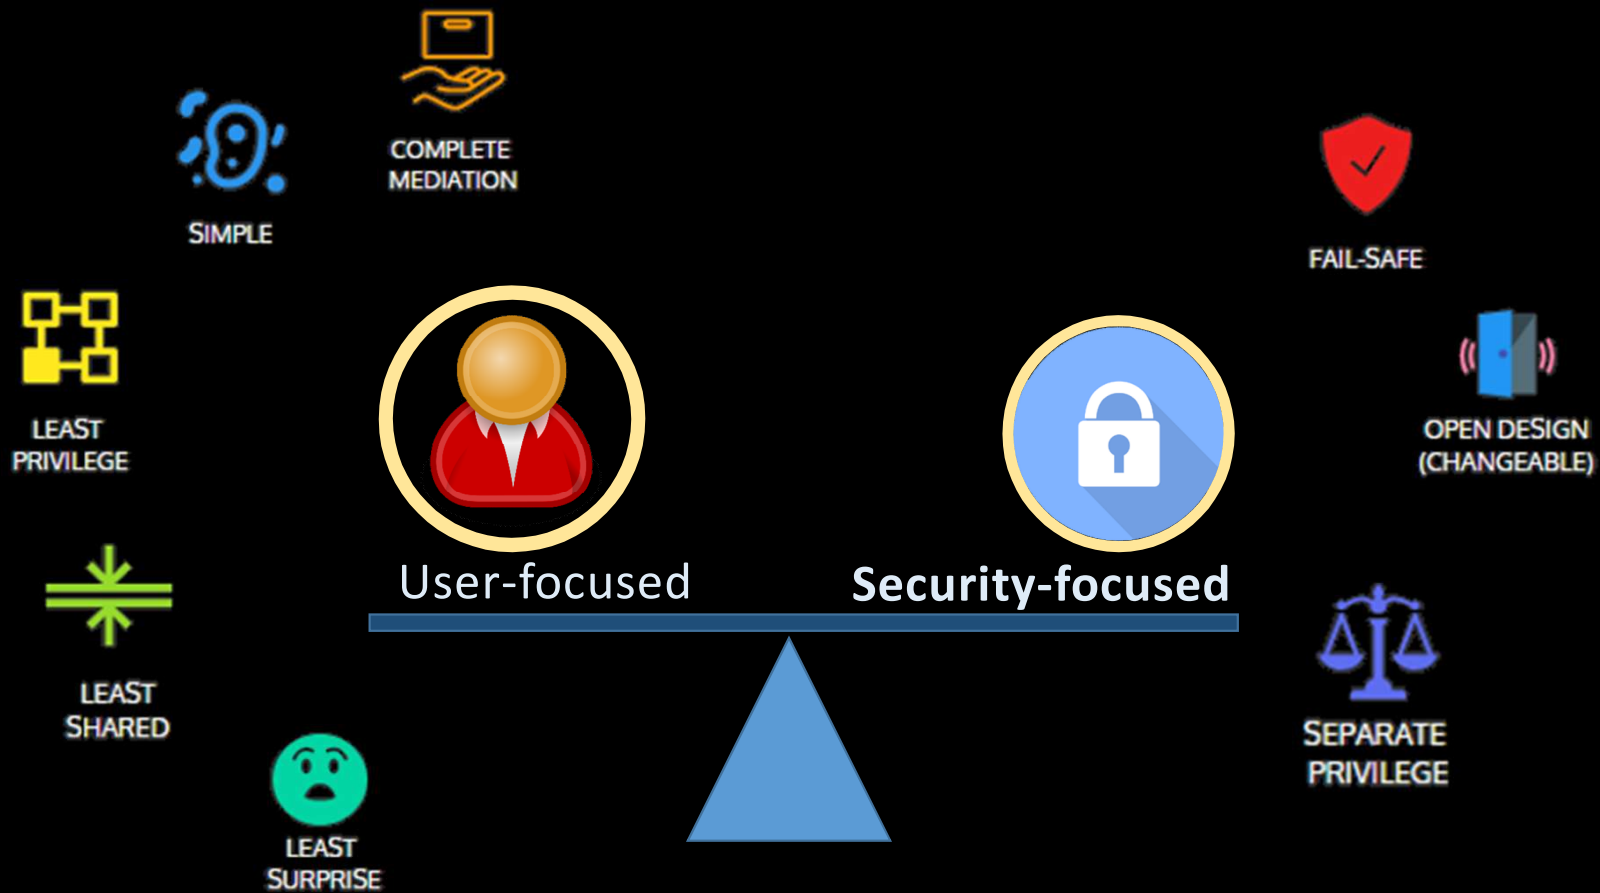 COMPLETE
MEDIATION
SIMPLE
LEAST
PRIVILEGE
LEAST
SHARED
LEAST
SURPRISE
User-focused
Security-focused
FAIL-SAFE
OPEN DESIGN
(CHANGEABLE)
SEPARATE
PRIVILEGE